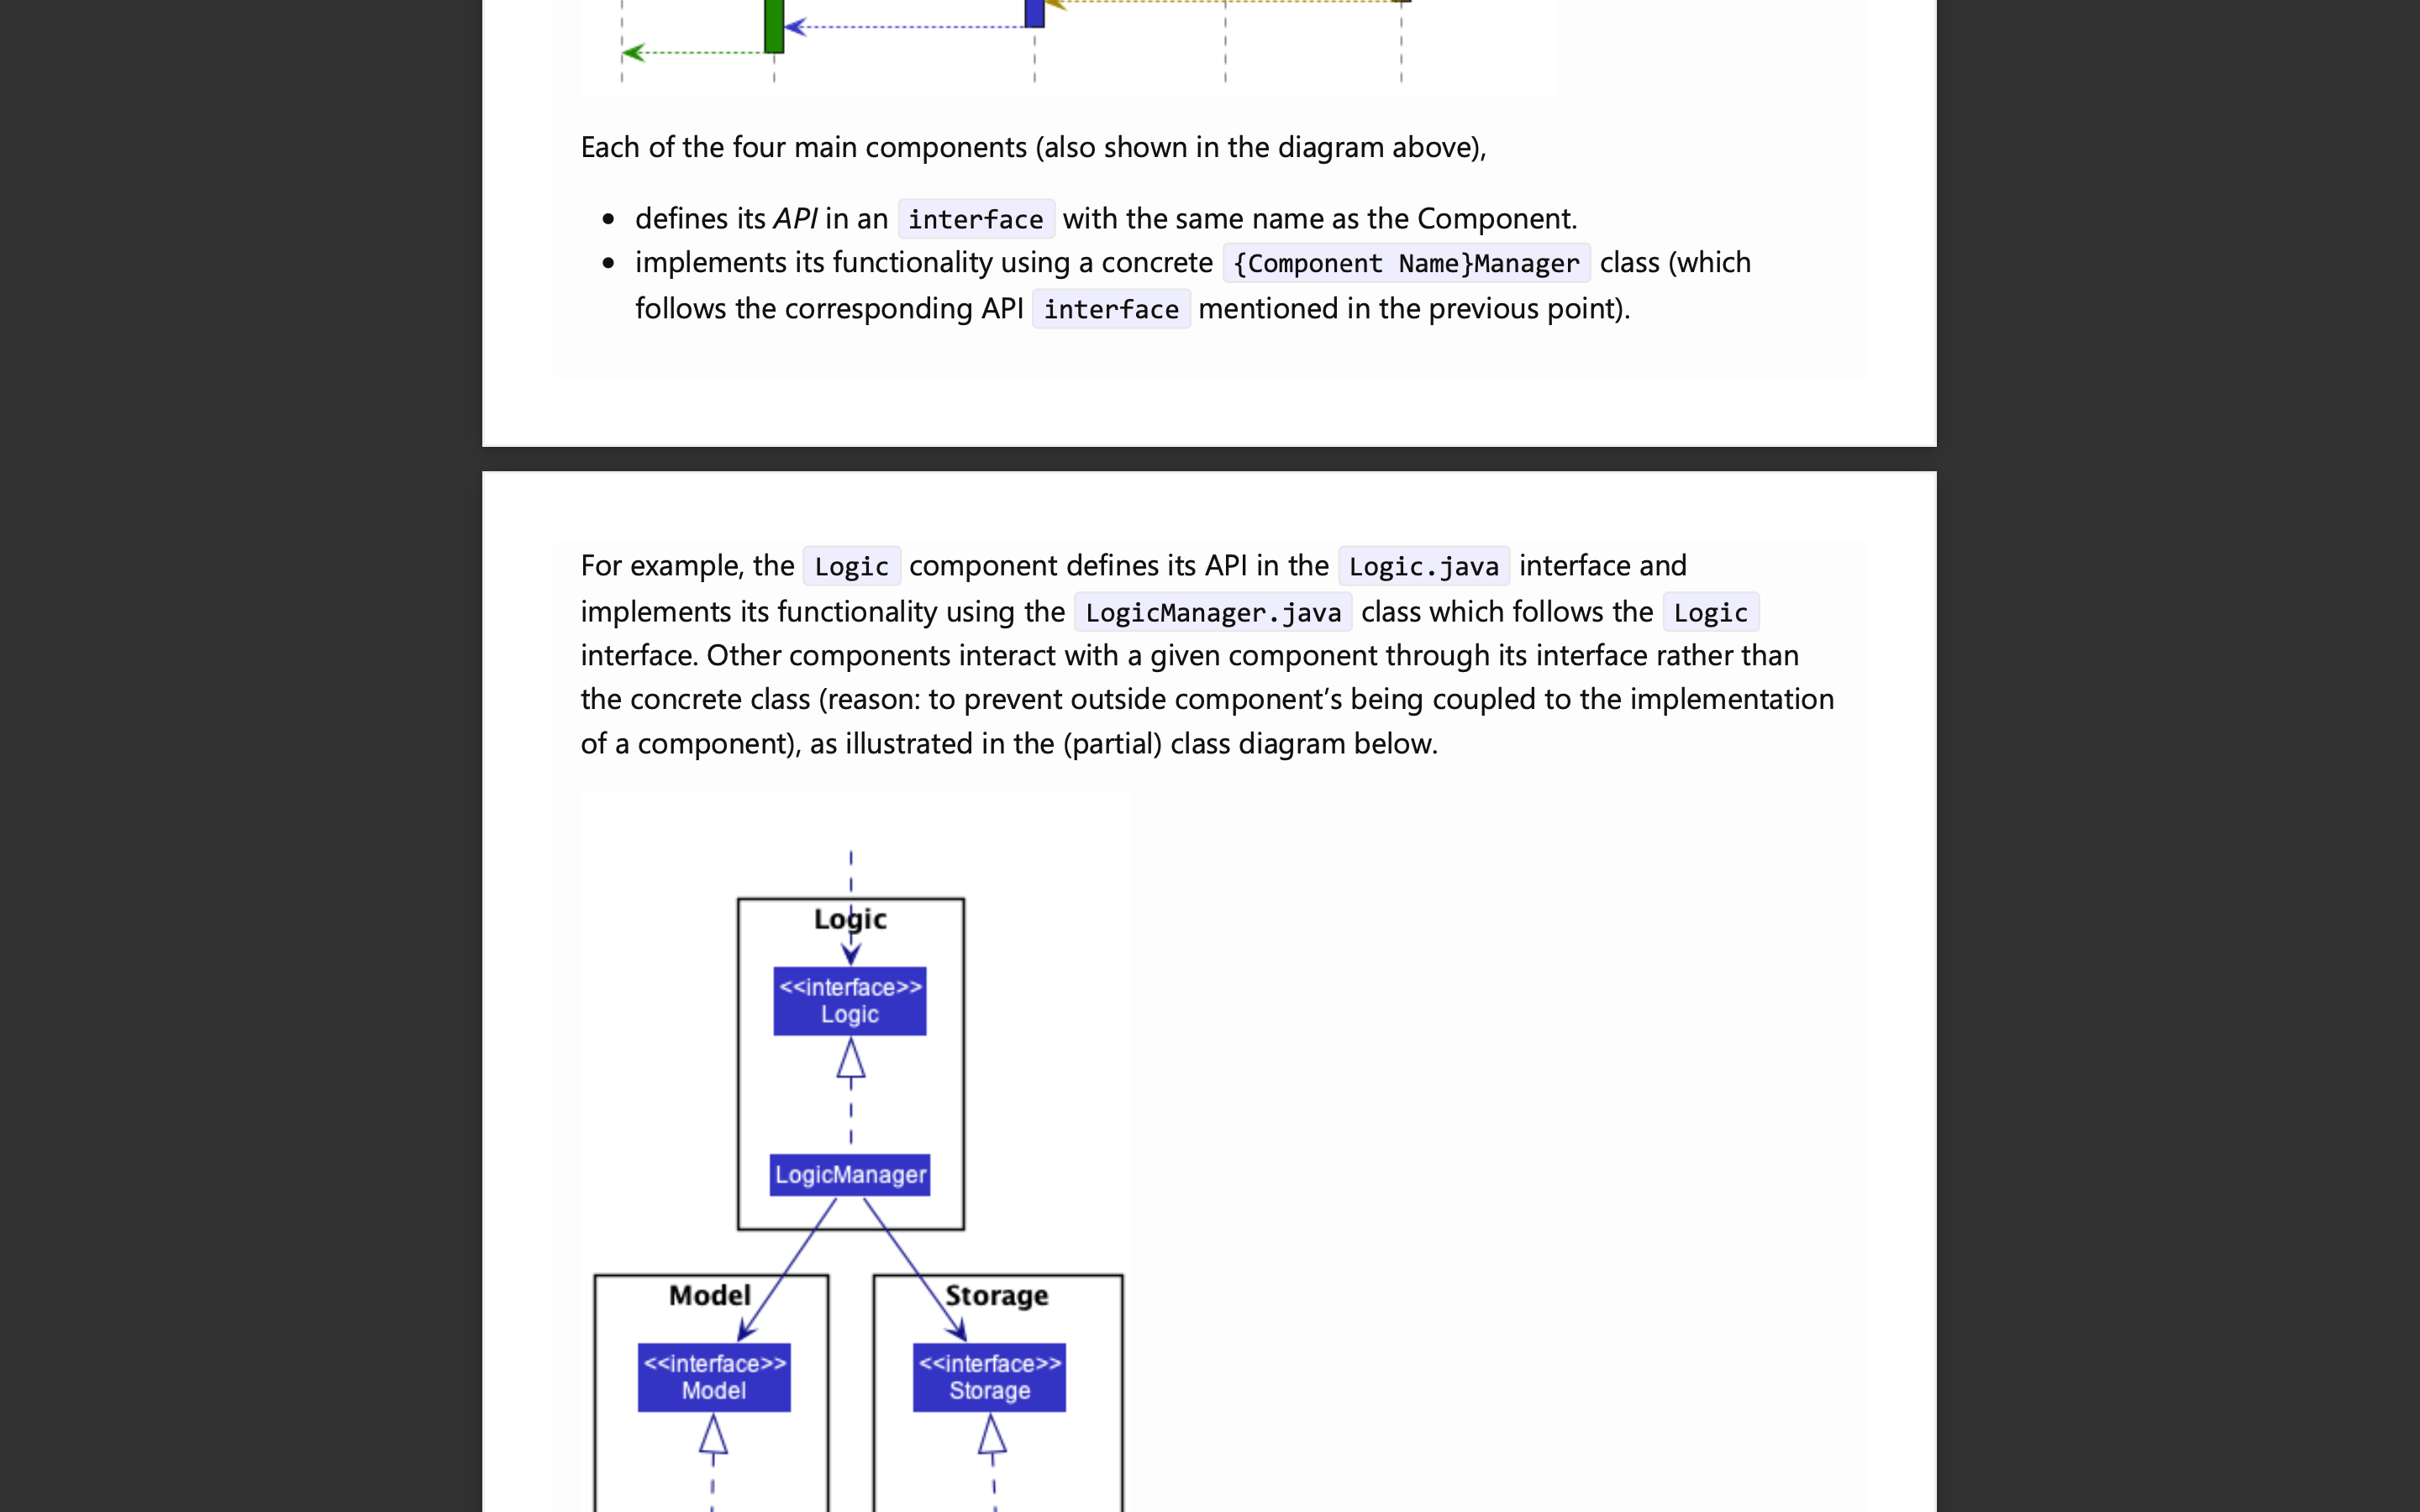 Each of the four main components (also shown in the diagram above),
• defines its API in an interface with the same name as the Component.
• implements its functionality using a concrete {Component Name}Manager class (which
follows the corresponding API interface mentioned in the previous point).
For example, the Logic component defines its API in the Logic.java interface and
implements its functionality using the LogicManager.java class which follows the Logic
interface. Other components interact with a given component through its interface rather than
the concrete class (reason: to prevent outside component’s being coupled to the implementation
of a component), as illustrated in the (partial) class diagram below.
Logic
<<interface>>
Logic
LogicManager
Model
<<interface>>
Model
Storage
<<interface>>
Storage